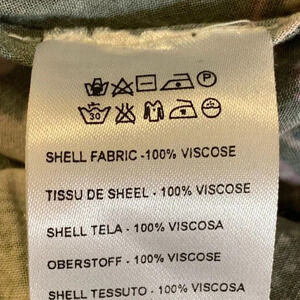 P
30
SHELL FABRIC -100% VISCOSE
TISSU DE SHEEL - 100% VISCOSE
SHELL TELA - 100% VISCOSA
OBERSTOFF - 100% VISCOSE
SHELL TESSUTO - 100% VISCOSA